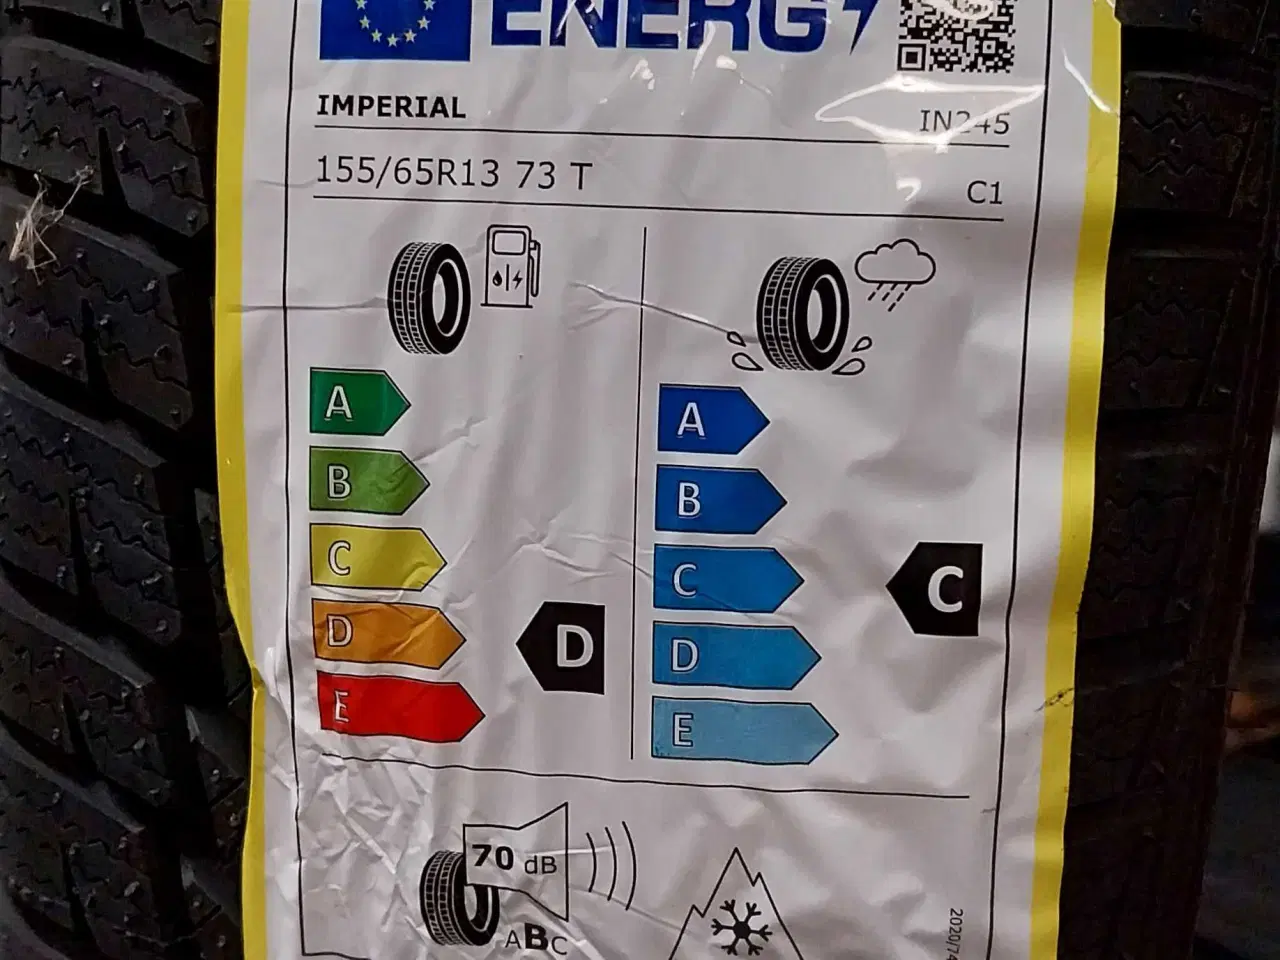 ENERG
IMPERIAL
IN245
155/65R13 73 T
C1
A
B
C
D
E
D
A
B
C
D
E
C
70 dB
ABC